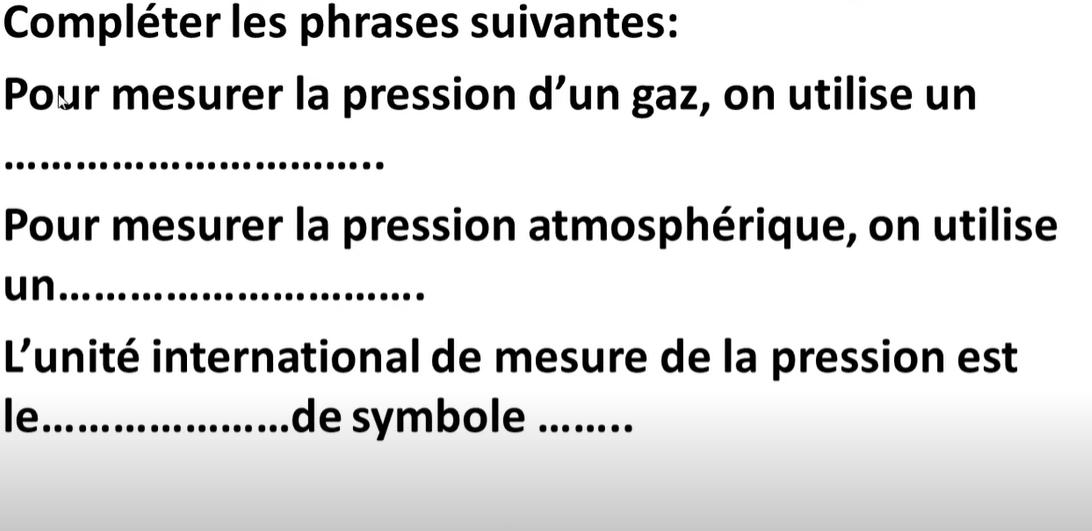 Compléter les phrases suivantes:
Pour mesurer la pression d’un gaz, on utilise un
…………………………..
Pour mesurer la pression atmosphérique, on utilise
un………………………….
L’unité international de mesure de la pression est
le…………………de symbole ……..